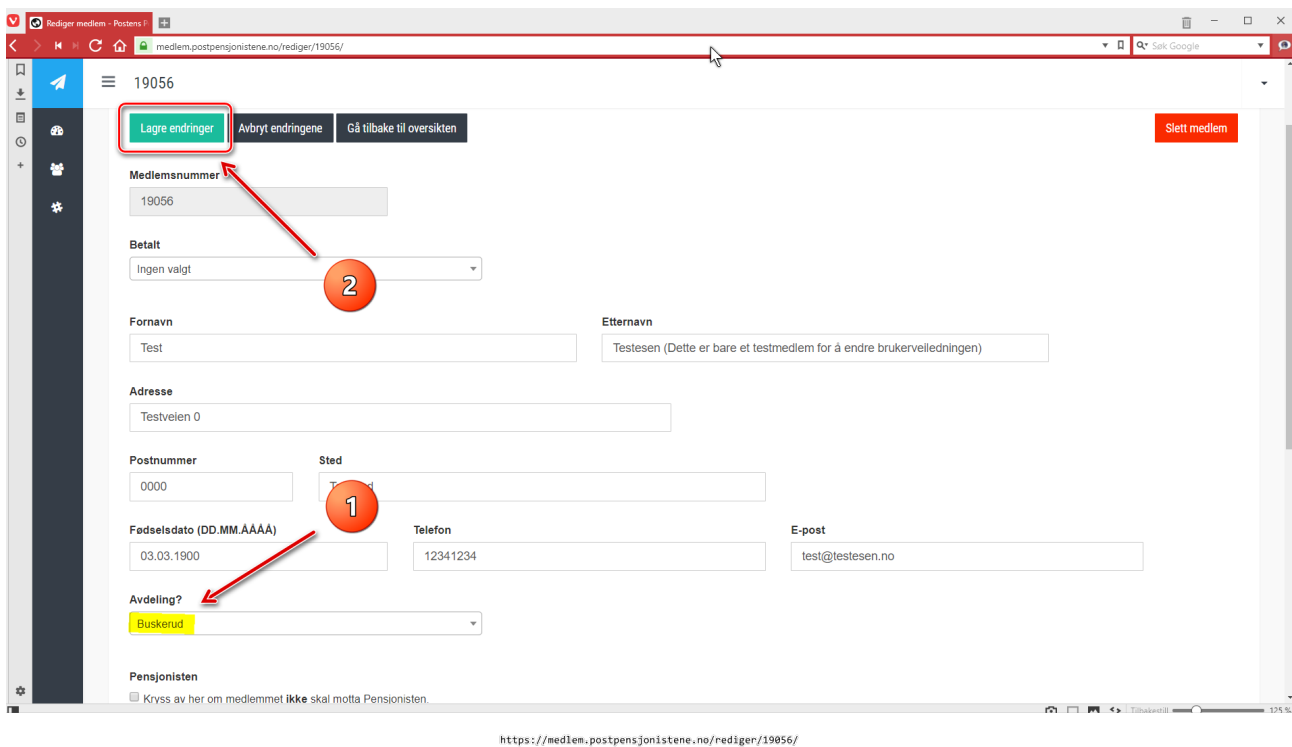 Rediger medlem - Postens P
medlem.postpensjonistene.no/rediger/19056/
Søk Google
19056
Lagre endringer
Avbryt endringene
Gå tilbake til oversikten
Slett medlem
Medlemsnummer
19056
Betalt
Ingen valgt
2
Fornavn
Etternavn
Test
Testesen (Dette er bare et testmedlem for å endre brukerveiledningen)
Adresse
Testveien 0
Postnummer
Sted
0000
1
Fødselsdato (DD.MM.ÅÅÅÅ)
Telefon
E-post
03.03.1900
12341234
test@testesen.no
Avdeling?
Buskerud
Pensjonisten
Kryss av her om medlemmet ikke skal motta Pensjonisten.
Tilbakestill
125 %
https://medlem.postpensjonistene.no/rediger/19056/